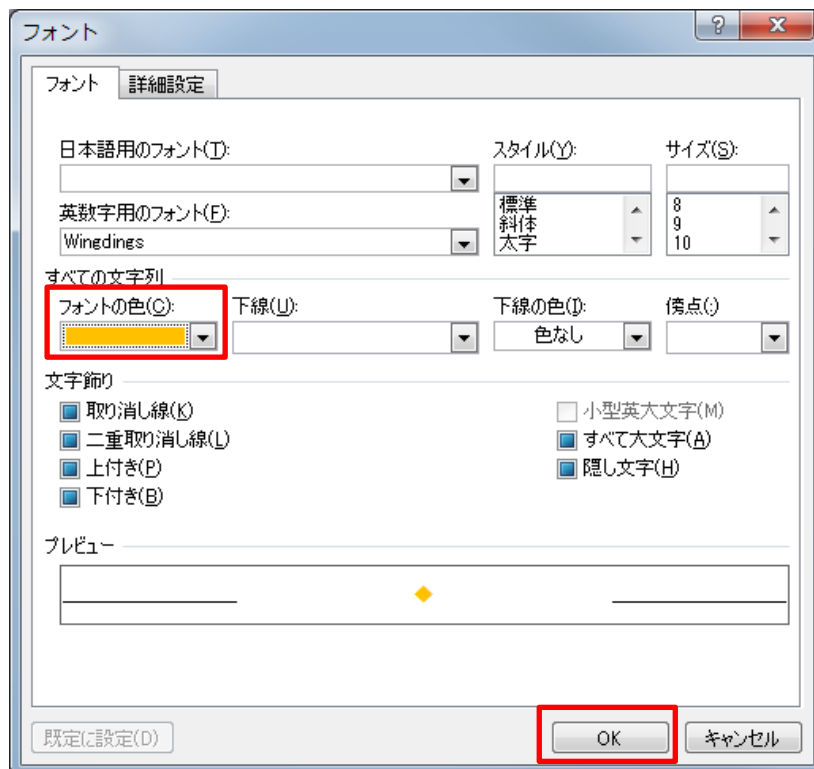 フォント
フォント 詳細設定
日本語用のフォント(T): スタイル(Y): サイズ(S):
標準 8
斜体 9
太字 10
英数字用のフォント(F):
Wingdings
すべての文字列
フォントの色(C): 下線(U): 下線の色(I): 傍点(:)
色なし
文字飾り
取り消し線(K) 小型英大文字(M)
二重取り消し線(L) すべて大文字(A)
上付き(P) 隠し文字(H)
下付き(B)
プレビュー
既定に設定(D) OK キャンセル